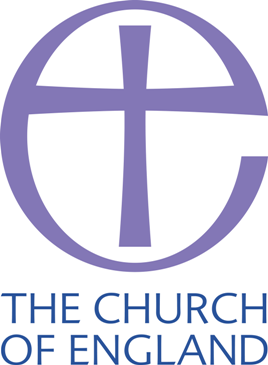 THE CHURCH
OF ENGLAND